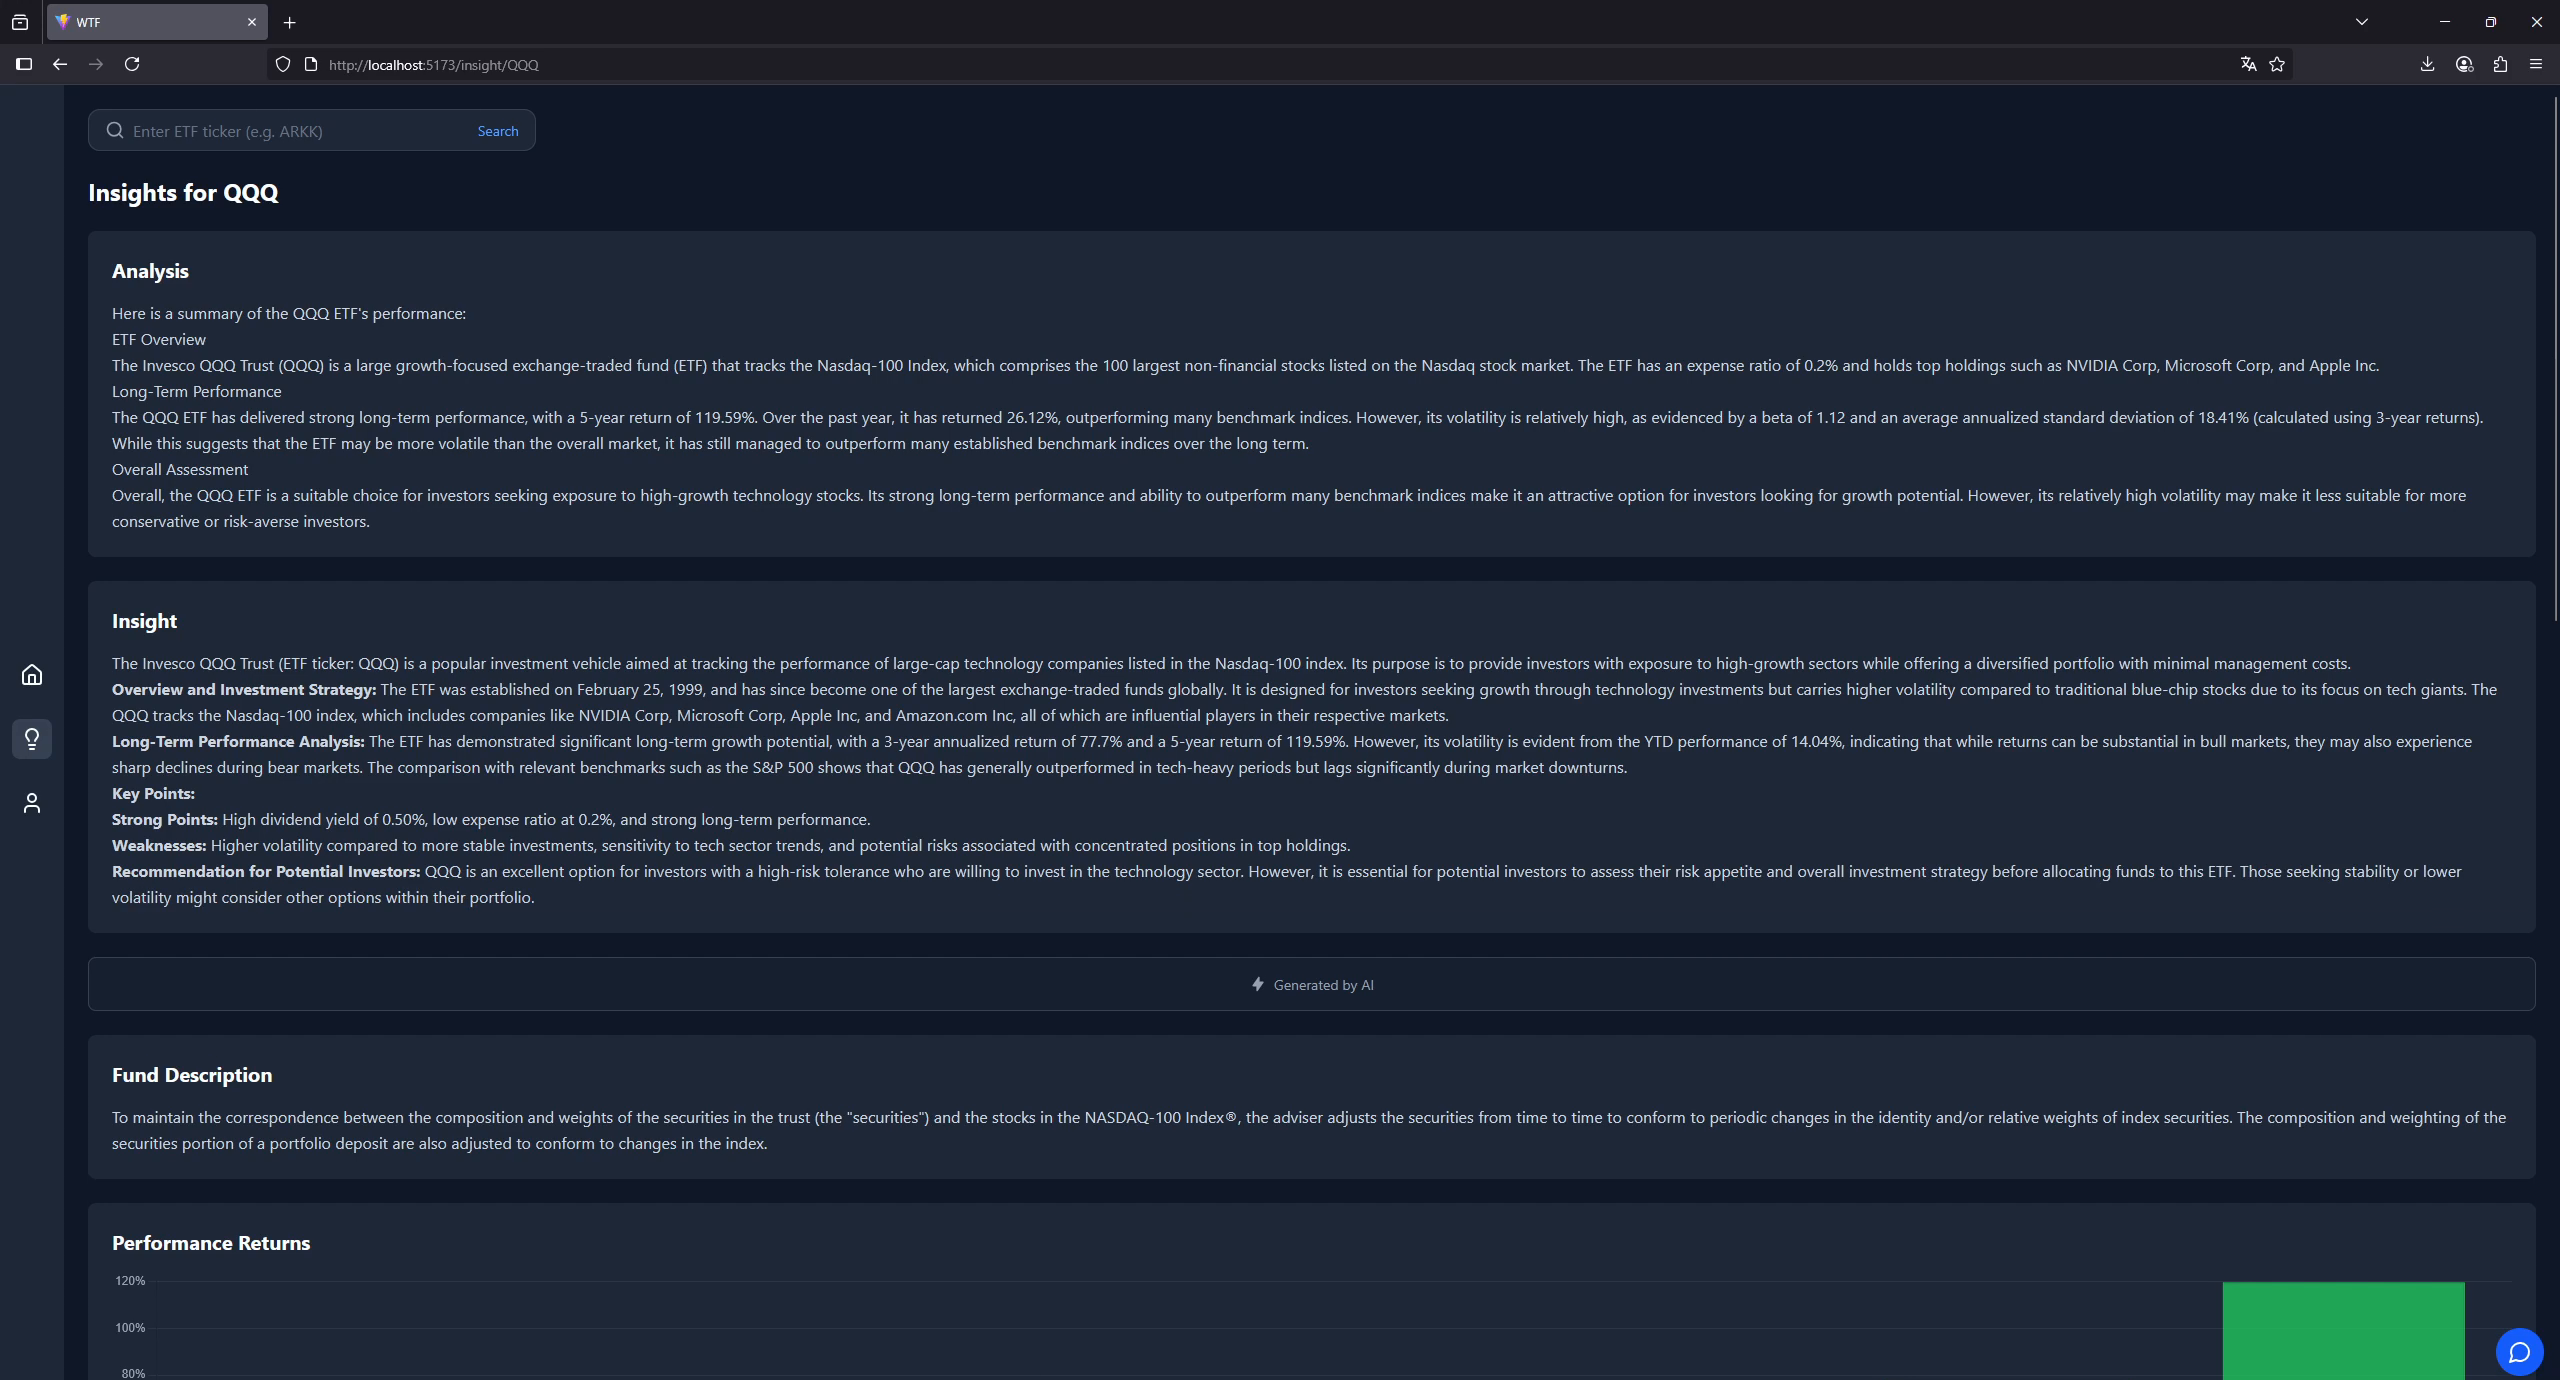 WTF
http://localhost:5173/insight/QQQ
Enter ETF ticker (e.g. ARKK)
Search
Insights for QQQ
Analysis
Here is a summary of the QQQ ETF's performance:
ETF Overview
The Invesco QQQ Trust (QQQ) is a large growth-focused exchange-traded fund (ETF) that tracks the Nasdaq-100 Index, which comprises the 100 largest non-financial stocks listed on the Nasdaq stock market. The ETF has an expense ratio of 0.2% and holds top holdings such as NVIDIA Corp, Microsoft Corp, and Apple Inc.
Long-Term Performance
The QQQ ETF has delivered strong long-term performance, with a 5-year return of 119.59%. Over the past year, it has returned 26.12%, outperforming many benchmark indices. However, its volatility is relatively high, as evidenced by a beta of 1.12 and an average annualized standard deviation of 18.41% (calculated using 3-year returns).
While this suggests that the ETF may be more volatile than the overall market, it has still managed to outperform many established benchmark indices over the long term.
Overall Assessment
Overall, the QQQ ETF is a suitable choice for investors seeking exposure to high-growth technology stocks. Its strong long-term performance and ability to outperform many benchmark indices make it an attractive option for investors looking for growth potential. However, its relatively high volatility may make it less suitable for more
conservative or risk-averse investors.
Insight
The Invesco QQQ Trust (ETF ticker: QQQ) is a popular investment vehicle aimed at tracking the performance of large-cap technology companies listed in the Nasdaq-100 index. Its purpose is to provide investors with exposure to high-growth sectors while offering a diversified portfolio with minimal management costs.
Overview and Investment Strategy: The ETF was established on February 25, 1999, and has since become one of the largest exchange-traded funds globally. It is designed for investors seeking growth through technology investments but carries higher volatility compared to traditional blue-chip stocks due to its focus on tech giants. The
QQQ tracks the Nasdaq-100 index, which includes companies like NVIDIA Corp, Microsoft Corp, Apple Inc, and Amazon.com Inc, all of which are influential players in their respective markets.
Long-Term Performance Analysis: The ETF has demonstrated significant long-term growth potential, with a 3-year annualized return of 77.7% and a 5-year return of 119.59%. However, its volatility is evident from the YTD performance of 14.04%, indicating that while returns can be substantial in bull markets, they may also experience
sharp declines during bear markets. The comparison with relevant benchmarks such as the S&P 500 shows that QQQ has generally outperformed in tech-heavy periods but lags significantly during market downturns.
Key Points:
Strong Points: High dividend yield of 0.50%, low expense ratio at 0.2%, and strong long-term performance.
Weaknesses: Higher volatility compared to more stable investments, sensitivity to tech sector trends, and potential risks associated with concentrated positions in top holdings.
Recommendation for Potential Investors: QQQ is an excellent option for investors with a high-risk tolerance who are willing to invest in the technology sector. However, it is essential for potential investors to assess their risk appetite and overall investment strategy before allocating funds to this ETF. Those seeking stability or lower
volatility might consider other options within their portfolio.
Generated by AI
Fund Description
To maintain the correspondence between the composition and weights of the securities in the trust (the "securities") and the stocks in the NASDAQ-100 Index®, the adviser adjusts the securities from time to time to conform to periodic changes in the identity and/or relative weights of index securities. The composition and weighting of the
securities portion of a portfolio deposit are also adjusted to conform to changes in the index.
Performance Returns
120%
100%
80%